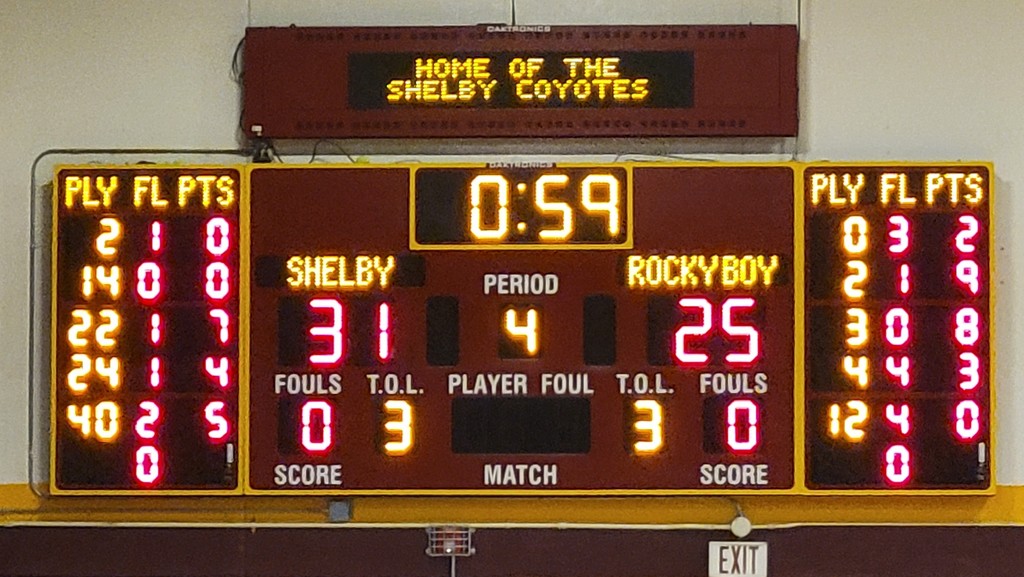 DAKTRONICS
HOME OF THE
SHELBY COYOTES
DAKTRONICS
PLY FL PTS
2 1 0
14 0 0
22 1 7
24 1 4
40 2 5
0
0:59
SHELBY
PERIOD
ROCKYBOY
31
4
25
FOULS T.O.L. PLAYER FOUL T.O.L. FOULS
0 3 3 0
SCORE MATCH SCORE
PLY FL PTS
0 3 2
2 1 9
3 0 8
4 4 3
12 4 0
0
EXIT